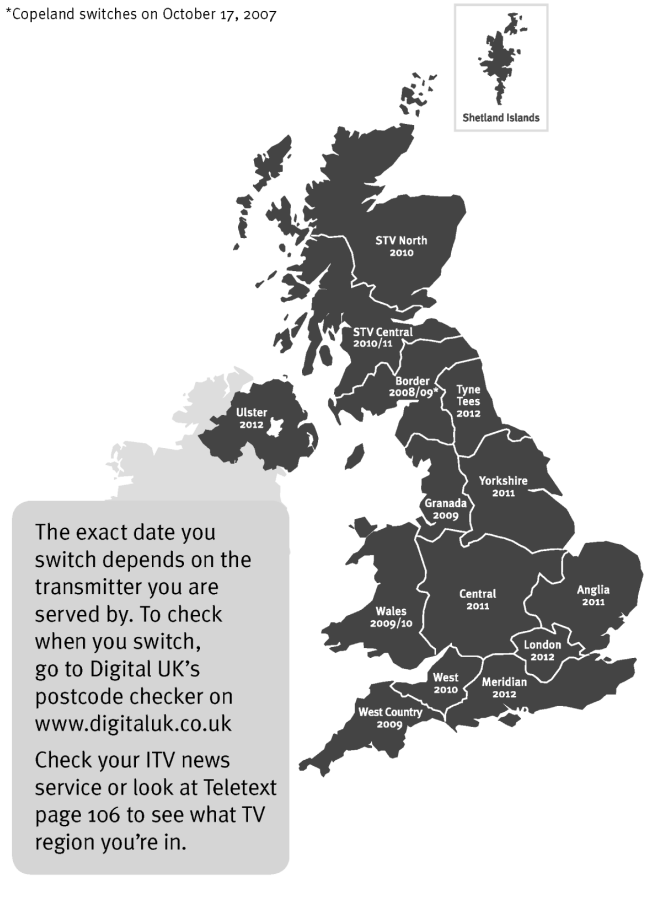 *Copeland switches on October 17, 2007
Shetland Islands
STV North
2010
STV Central
2010/11
Border
2008/09*
Tyne
Tees
2012
Ulster
2012
Yorkshire
2011
Granada
2009
Central
2011
Anglia
2011
Wales
2009/10
London
2012
West
2010
Meridian
2012
West Country
2009
The exact date you
switch depends on the
transmitter you are
served by. To check
when you switch,
go to Digital UK's
postcode checker on
www.digitaluk.co.uk
Check your ITV news
service or look at Teletext
page 106 to see what TV
region you're in.